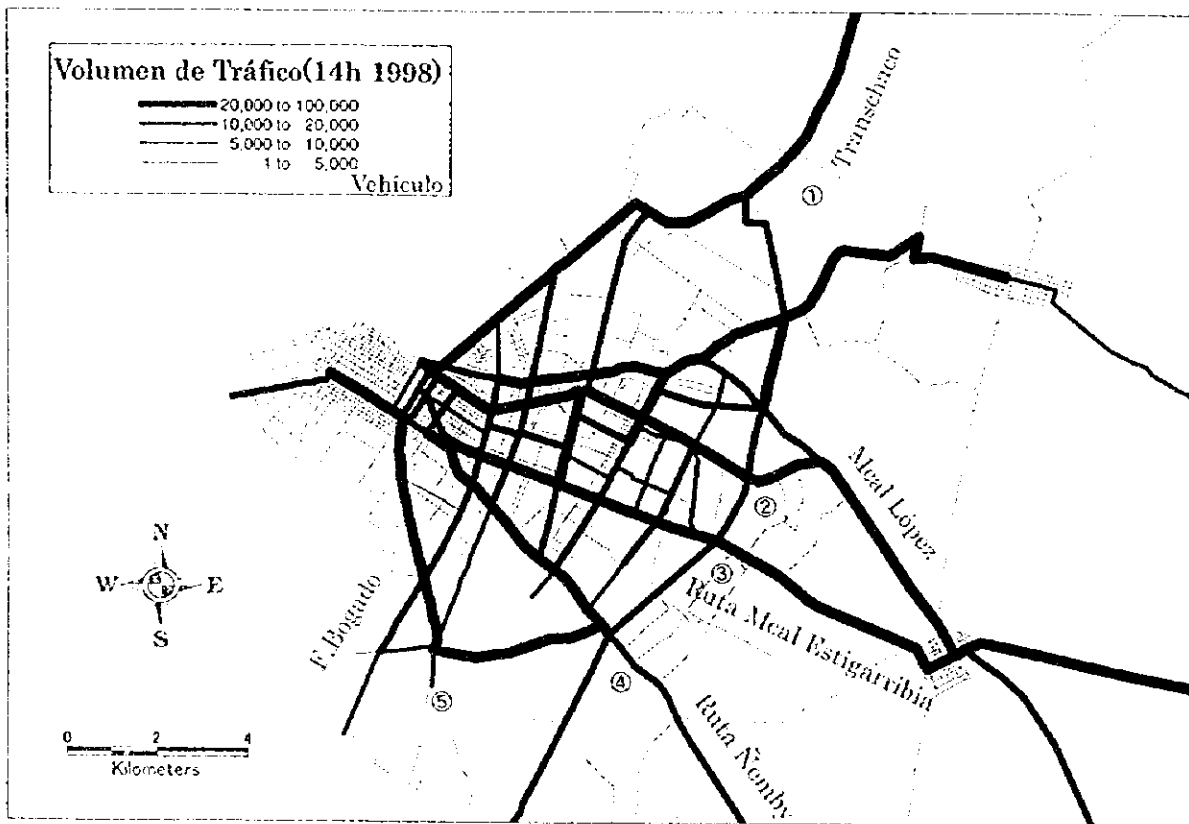 Volumen de Tráfico(14h 1998)
20,000 to 100,000
10,000 to 20,000
5,000 to 10,000
1 to 5,000
Vehículo
Transchaco
①
Mcal López
②
③
Ruta Mcal Estigarribia
N
W E
S
F.Bogado
④
⑤
Ruta Ñemby
0 2 4
Kilometers